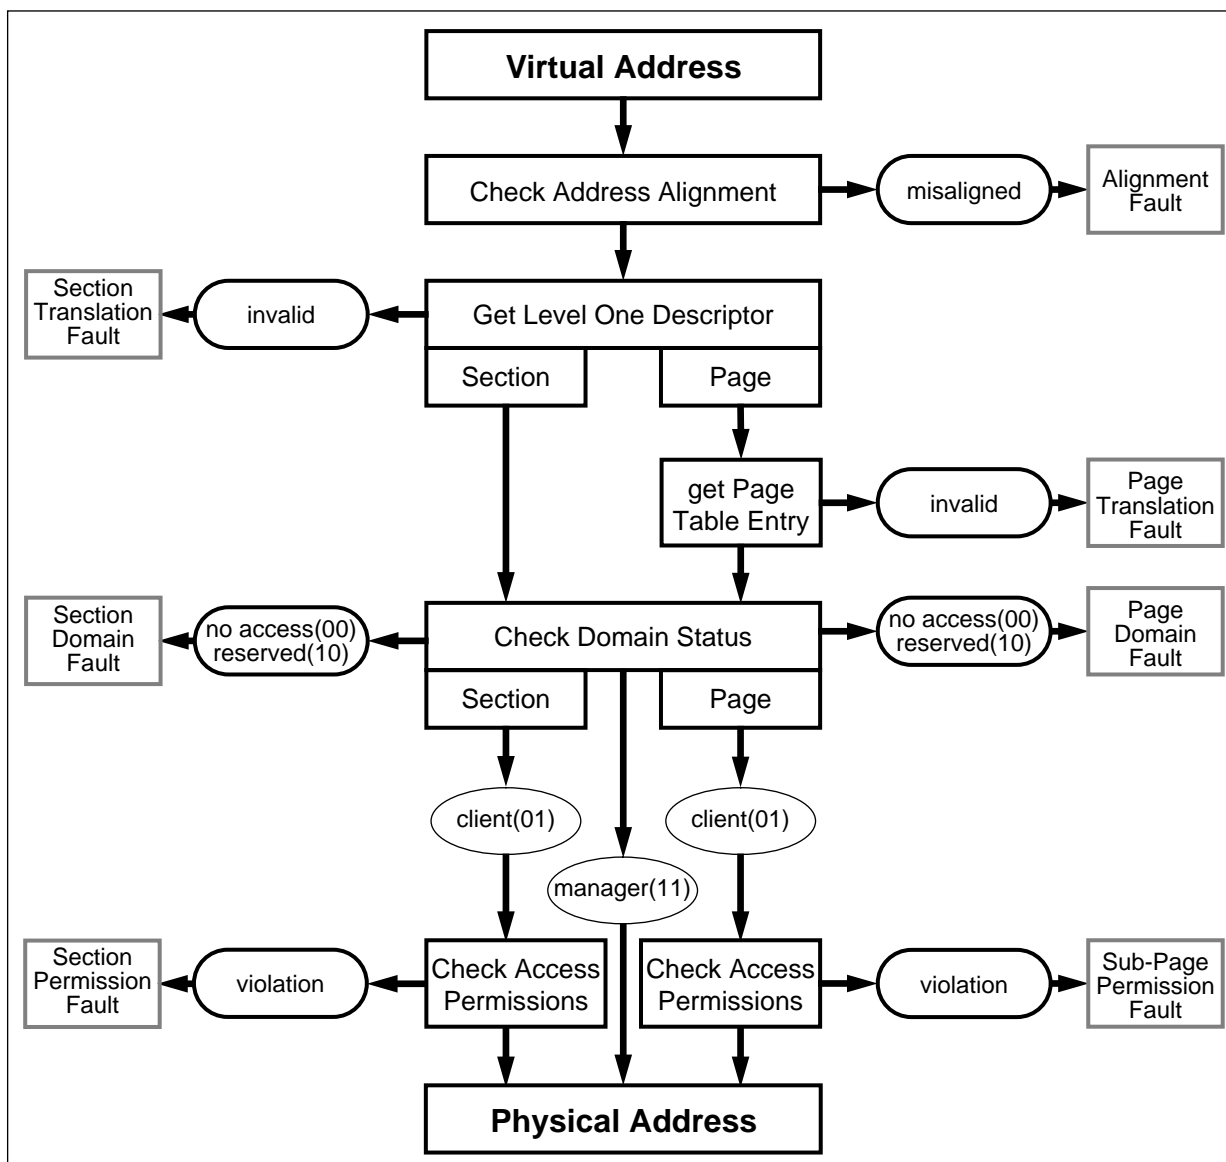 Virtual Address
Check Address Alignment
misaligned
Alignment
Fault
Section
Translation
Fault
invalid
Get Level One Descriptor
Section
Page
get Page
Table Entry
invalid
Page
Translation
Fault
Section
Domain
Fault
no access(00)
reserved(10)
Check Domain Status
no access(00)
reserved(10)
Page
Domain
Fault
Section
Page
client(01)
client(01)
manager(11)
Section
Permission
Fault
violation
Check Access
Permissions
Check Access
Permissions
violation
Sub-Page
Permission
Fault
Physical Address